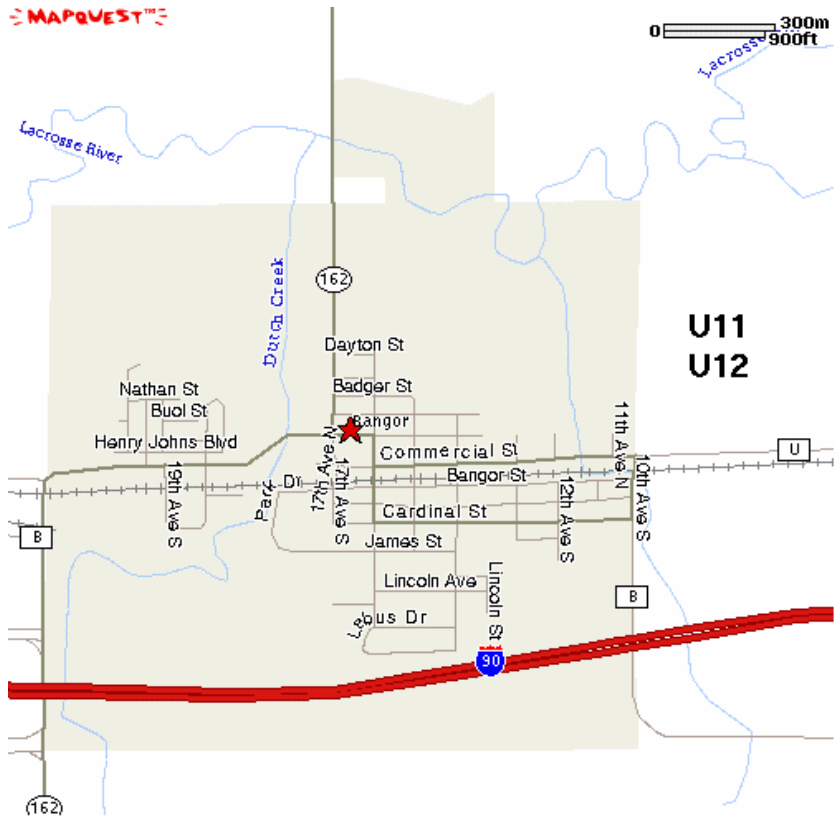 MAPQUEST™
0
300m
900ft
Lacrosse
Lacrosse River
Dutch Creek
162
U11
U12
Dayton St
Badger St
Nathan St
Buol St
Bangor
Henry Johns Blvd
Commercial St
11th Ave N
10th Ave S
U
19th Ave S
Park Dr
17th Ave N
17th Ave S
Bangor St
12th Ave S
Cardinal St
B
James St
Lincoln Ave
Lincoln St
B
Dr
90
162